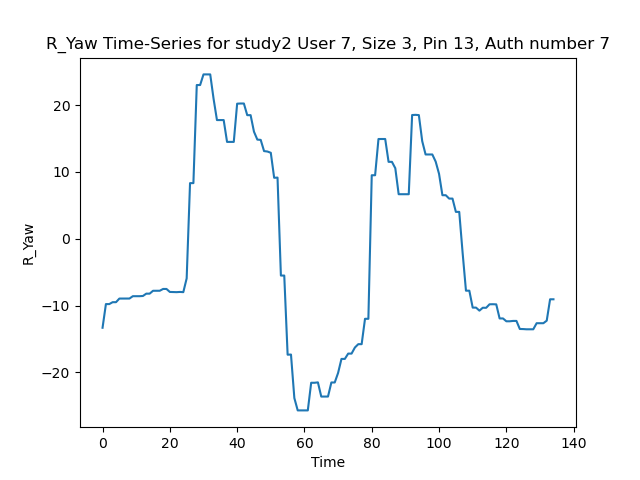 R_Yaw Time-Series for study2 User 7, Size 3, Pin 13, Auth number 7
R_Yaw
20
10
0
−10
−20
0 20 40 60 80 100 120 140
Time